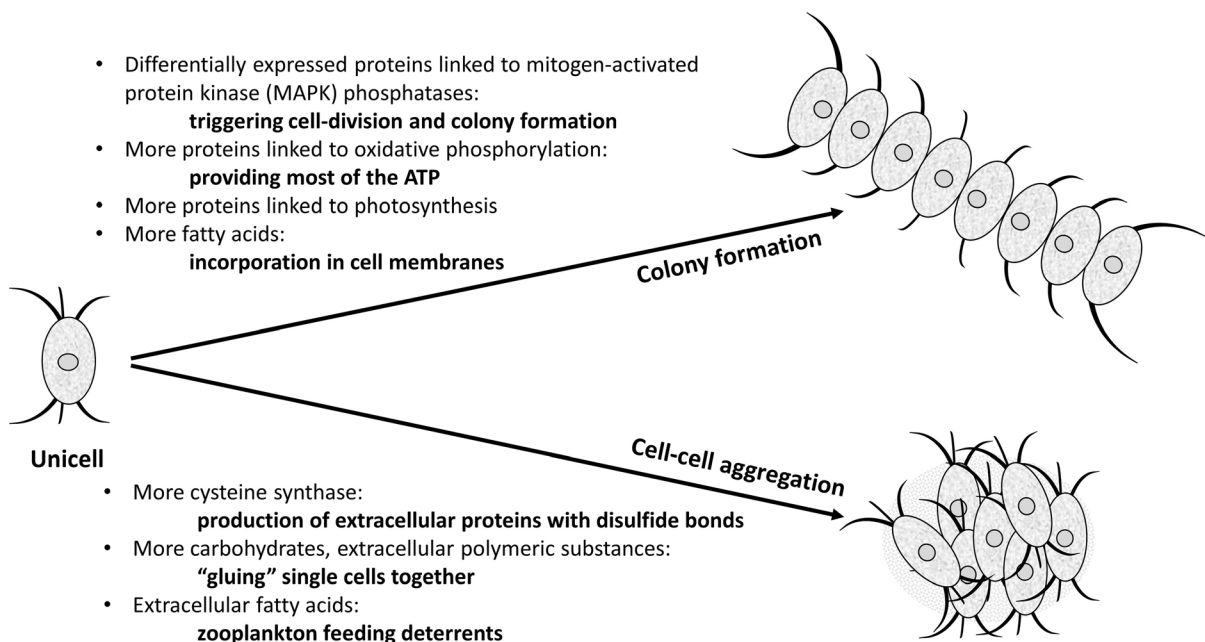 • Differentially expressed proteins linked to mitogen-activated
protein kinase (MAPK) phosphatases:
triggering cell-division and colony formation
• More proteins linked to oxidative phosphorylation:
providing most of the ATP
• More proteins linked to photosynthesis
• More fatty acids:
incorporation in cell membranes
Colony formation
Unicell
Cell-cell aggregation
• More cysteine synthase:
production of extracellular proteins with disulfide bonds
• More carbohydrates, extracellular polymeric substances:
“gluing” single cells together
• Extracellular fatty acids:
zooplankton feeding deterrents